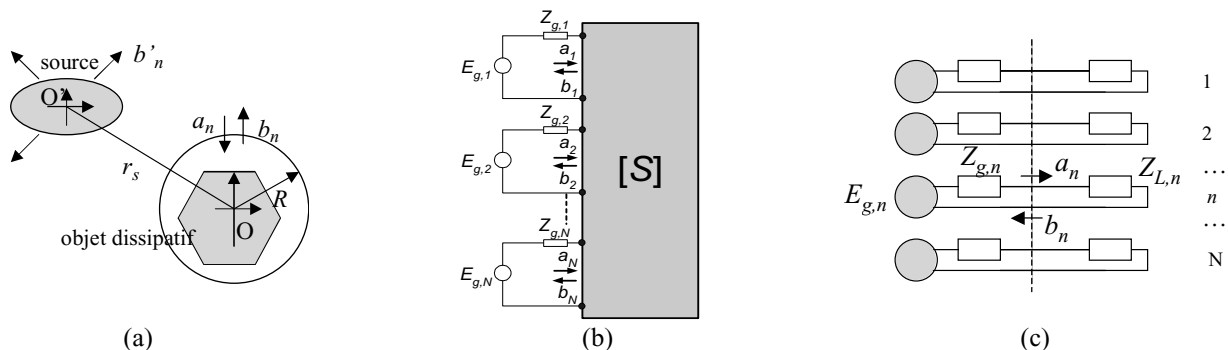 source
b'n
O'
an
bn
rs
R
objet dissipatif
O
(a)
Zg,1
a1
Eg,1
b1
Zg,2
a2
Eg,2
b2
[S]
Zg,N
aN
Eg,N
bN
(b)
1
2
Zg,n
an
ZL,n
…
Eg,n
n
bn
…
N
(c)